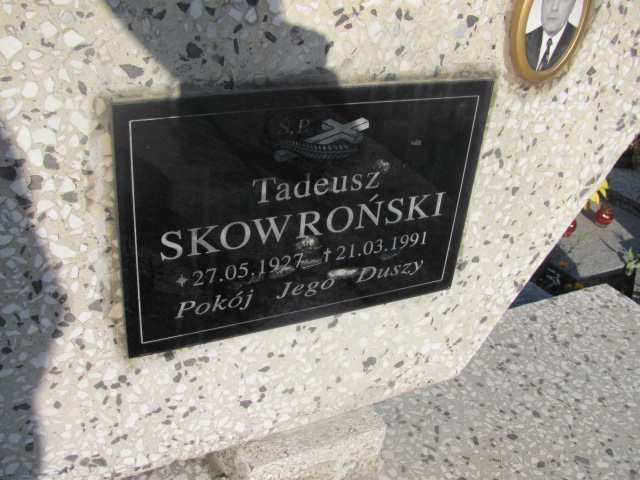 Ś.P.
Tadeusz
SKOWROŃSKI
*27.05.1927 †21.03.1991
Pokój Jego Duszy